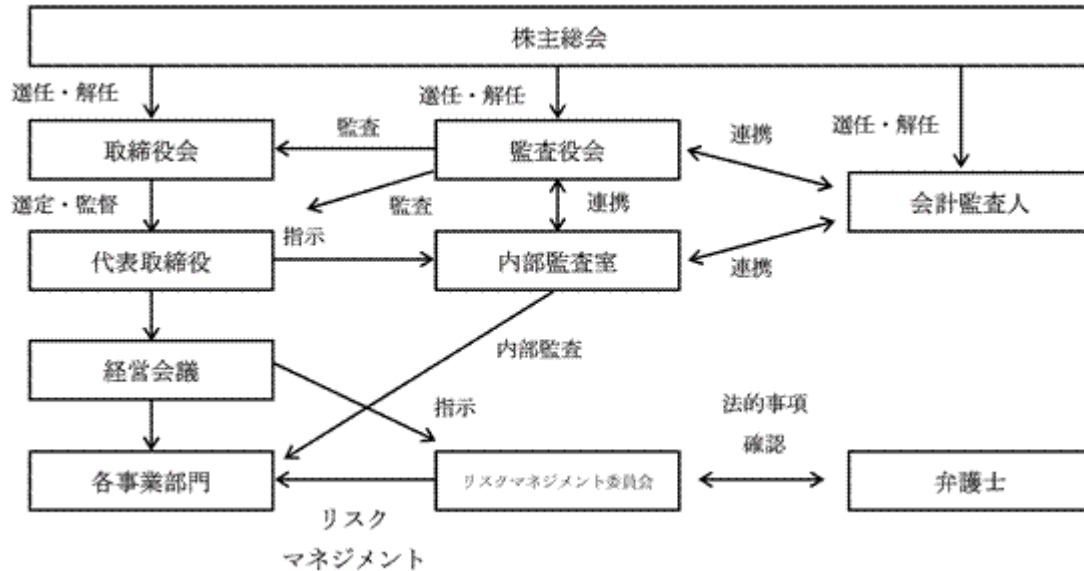 株主総会
選任・解任
選任・解任
選任・解任
取締役会
監査
監査役会
連携
会計監査人
選定・監督
監査
連携
指示
代表取締役
内部監査室
連携
経営会議
内部監査
指示
法的事項
確認
各事業部門
リスクマネジメント委員会
弁護士
リスク
マネジメント